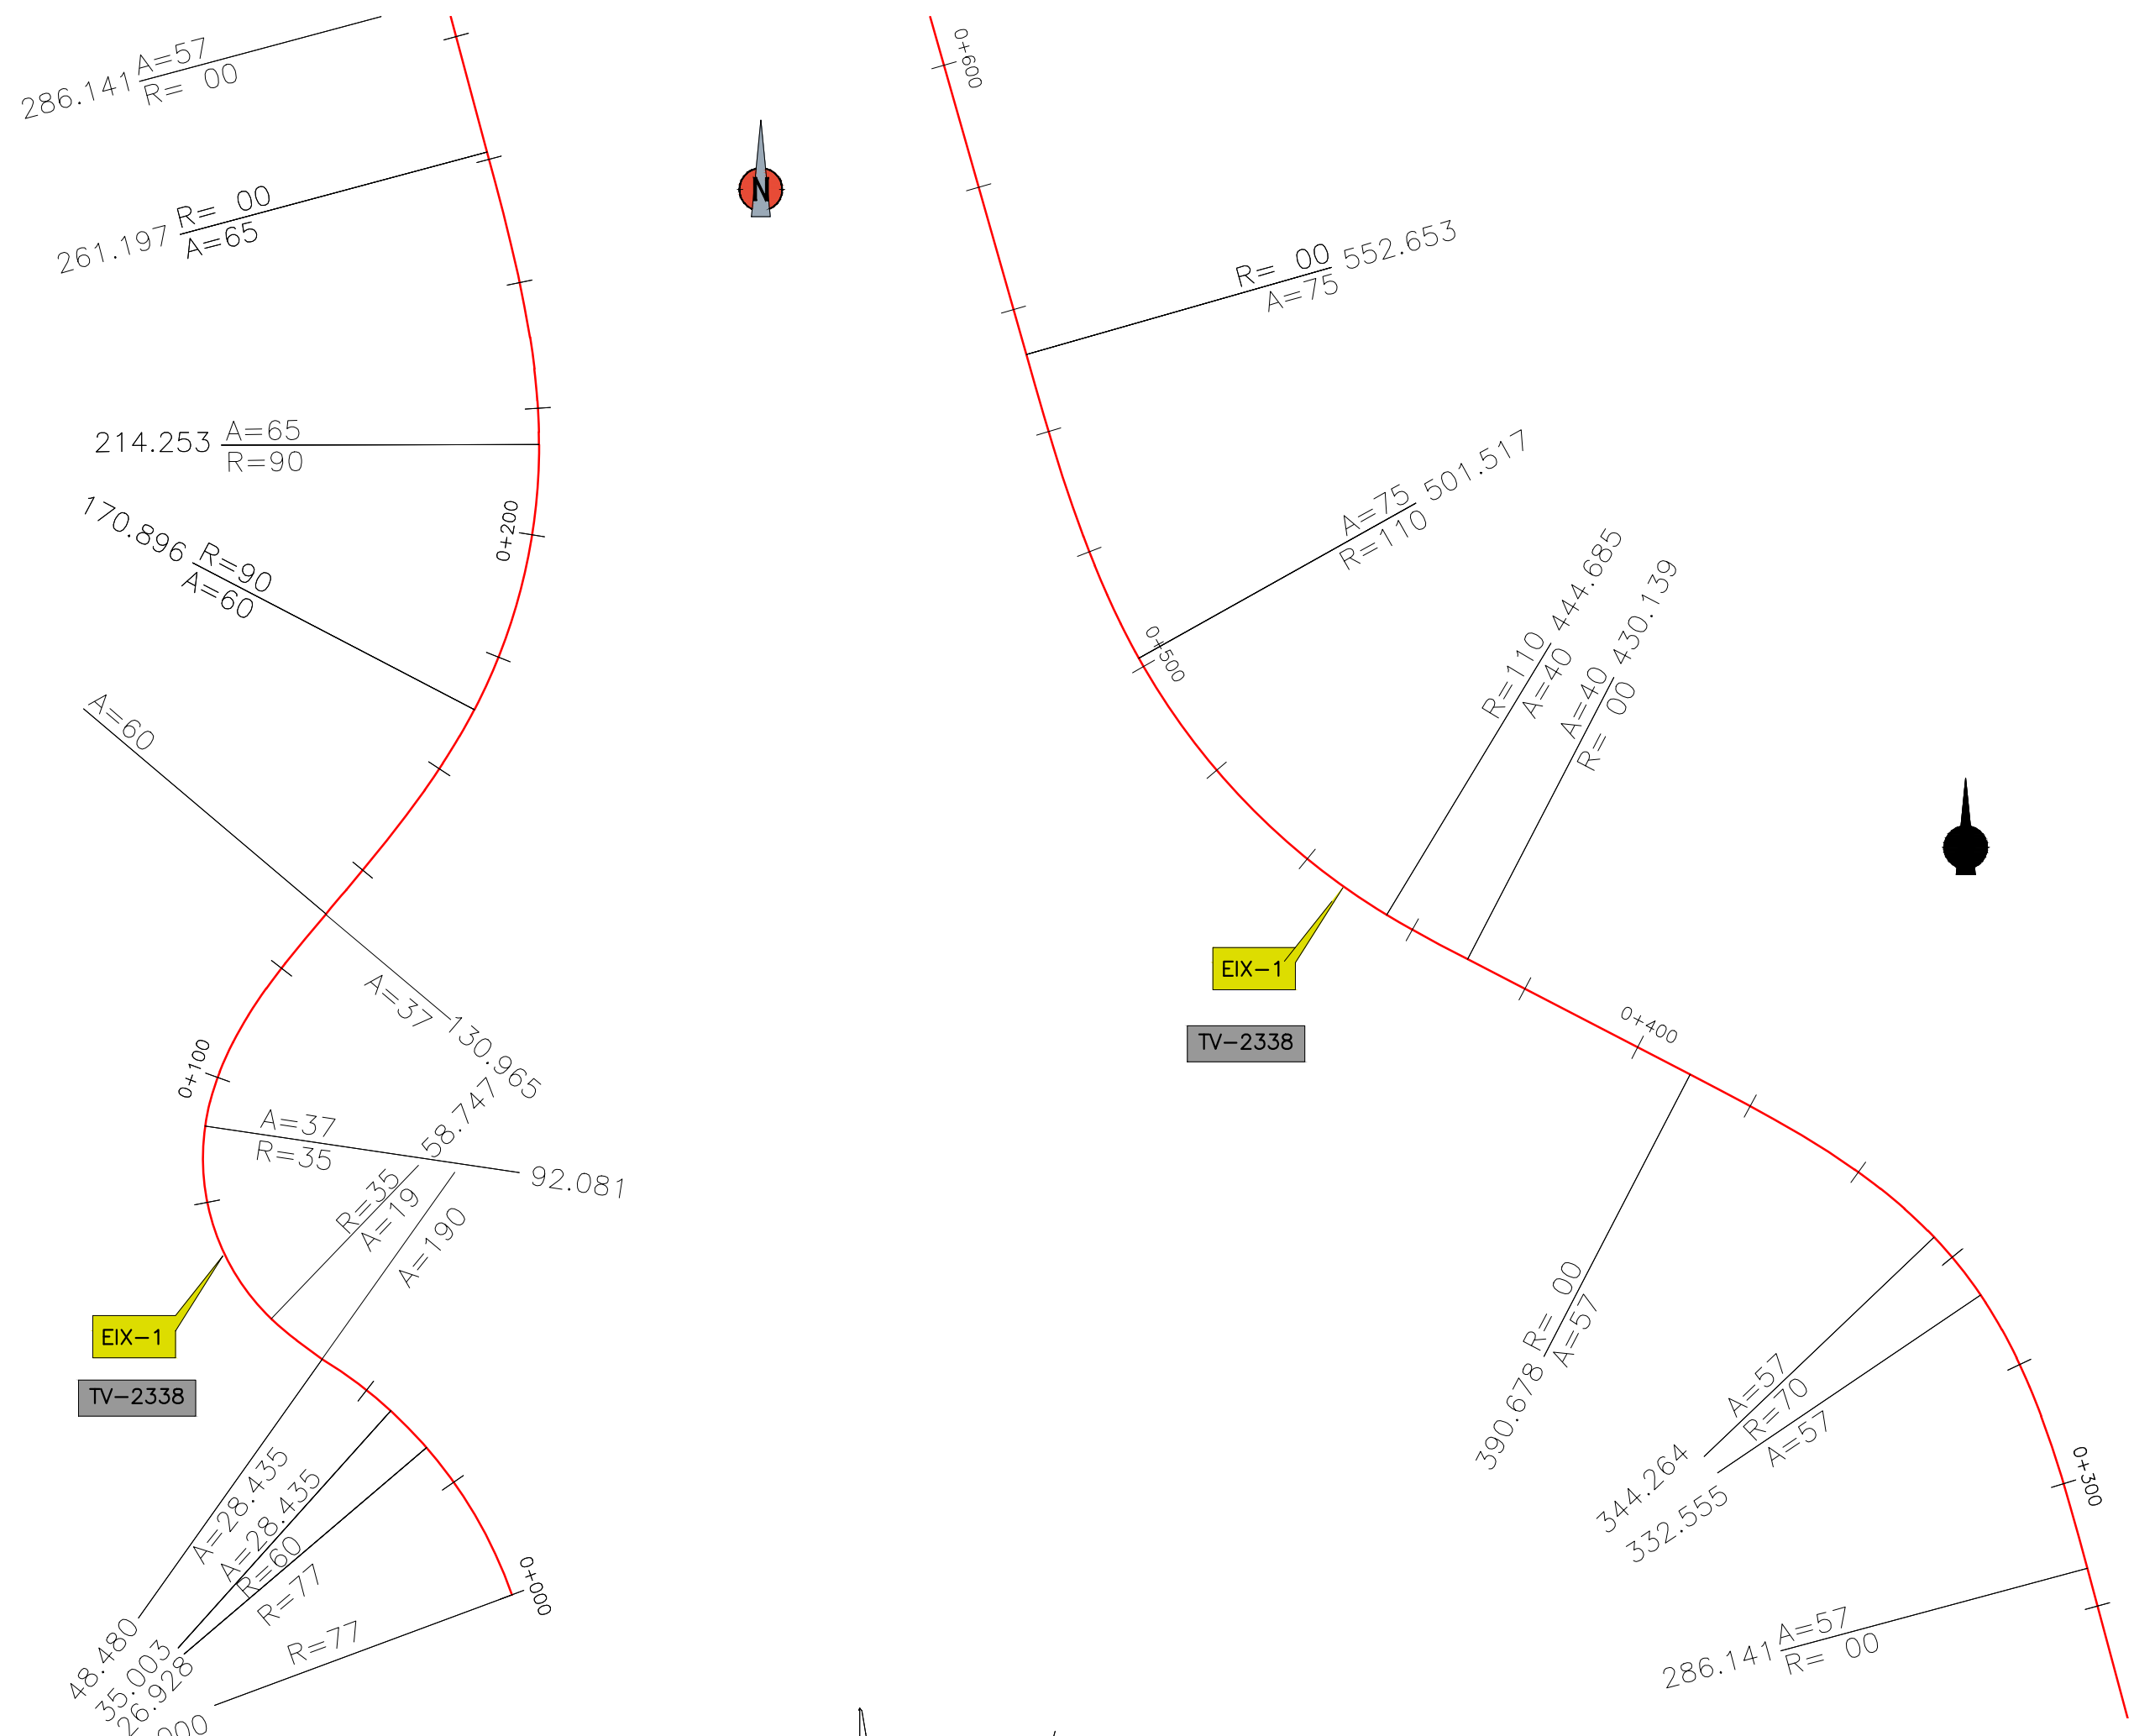 286.141
A=57
R= 00
261.197
R= 00
A=65
N
214.253
A=65
R=90
0+200
170.896
R=90
A=60
A=60
A=37
130.965
0+100
A=37
R=35
92.081
58.747
R=35
A=19
A=190
EIX-1
TV-2338
A=28.435
A=28.435
R=60
R=77
R=77
0+000
48.480
35.003
26.928
0+600
R= 00
A=75
552.653
A=75
R=110
501.517
0+500
R=110
A=40
444.685
A=40
R= 00
430.139
EIX-1
TV-2338
0+400
390.678
R= 00
A=57
344.264
A=57
R=70
332.555
A=57
0+300
286.141
A=57
R= 00